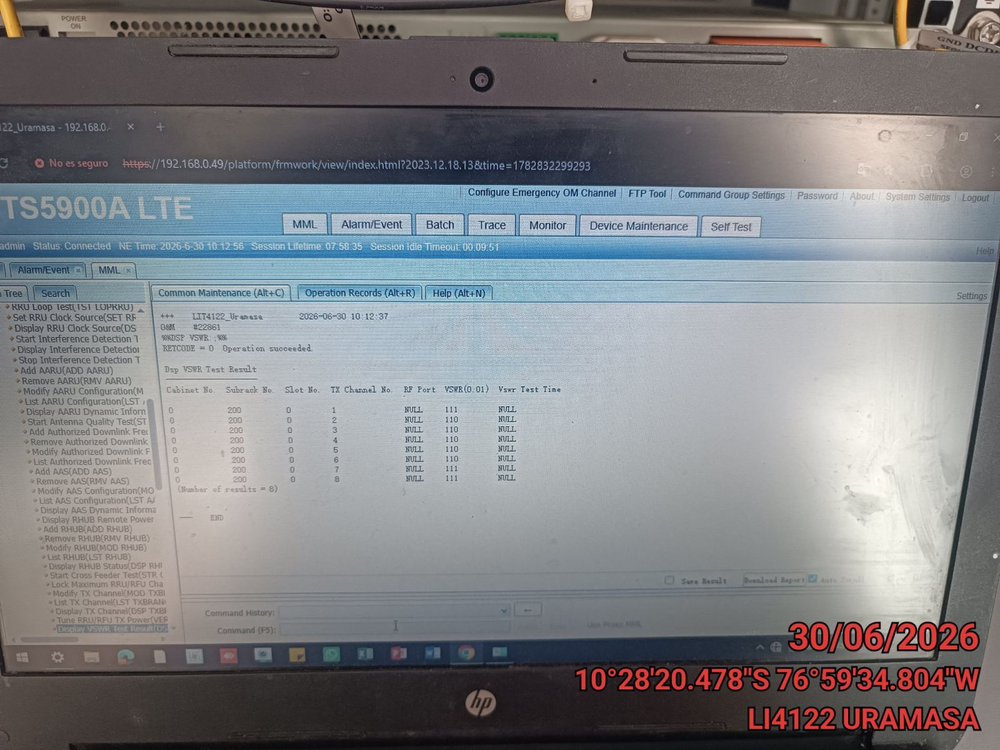 POWER
ON
GND DCD
122_Uramasa - 192.168.0.4
No es seguro https://192.168.0.49/platform/frmwork/view/index.html?2023.12.18.13&time=1782832299293
TS5900A LTE
Configure Emergency OM Channel | FTP Tool | Command Group Settings | Password | About | System Settings | Logout
MML Alarm/Event Batch Trace Monitor Device Maintenance Self Test
admin Status: Connected NE Time: 2026-6-30 10:12:56 Session Lifetime: 07:58:35 Session Idle Timeout: 00:09:51
Help
Alarm/Event MML
Tree Search
Common Maintenance (Alt+C) Operation Records (Alt+R) Help (Alt+N)
Settings
RRU Loop Test(TST LOPRRU)
Set RRU Clock Source(SET RF
Display RRU Clock Source(DS
Start Interference Detection T
Display Interference Detection
Stop Interference Detection T
Add AARU(ADD AARU)
Remove AARU(RMV AARU)
Modify AARU Configuration(M
List AARU Configuration(LST
Display AARU Dynamic Inforn
Start Antenna Quality Test(ST
Add Authorized Downlink Frec
Remove Authorized Downlink
Modify Authorized Downlink F
List Authorized Downlink Frec
Add AAS(ADD AAS)
Remove AAS(RMV AAS)
Modify AAS Configuration(MO
List AAS Configuration(LST A
Display AAS Dynamic Informa
Display RHUB Remote Power
Add RHUB(ADD RHUB)
Remove RHUB(RMV RHUB)
Modify RHUB(MOD RHUB)
List RHUB(LST RHUB)
Display RHUB Status(DSP RHI
Start Cross Feeder Test(STR C
Lock Maximum RRU/RFU Cha
Modify TX Channel(MOD TXBI
List TX Channel(LST TXBRAN
Display TX Channel(DSP TXBF
Tune RRU/RFU TX Power(VER
Display VSWR Test Result(DS
+++ LIT4122_Uramasa 2026-06-30 10:12:37
O&M #22861
%%DSP VSWR:;%%
RETCODE = 0 Operation succeeded.
Dsp VSWR Test Result
Cabinet No. Subrack No. Slot No. TX Channel No. RF Port VSWR(0.01) Vswr Test Time
0 200 0 1 NULL 111 NULL
0 200 0 2 NULL 110 NULL
0 200 0 3 NULL 110 NULL
0 200 0 4 NULL 110 NULL
0 200 0 5 NULL 110 NULL
0 200 0 6 NULL 110 NULL
0 200 0 7 NULL 111 NULL
0 200 0 8 NULL 111 NULL
(Number of results = 8)
--- END
Save Result Download Report Auto Scroll
Command History:
Command (F5):
Use Proxy MML
hp
30/06/2026
10°28'20.478"S 76°59'34.804"W
LI4122 URAMASA